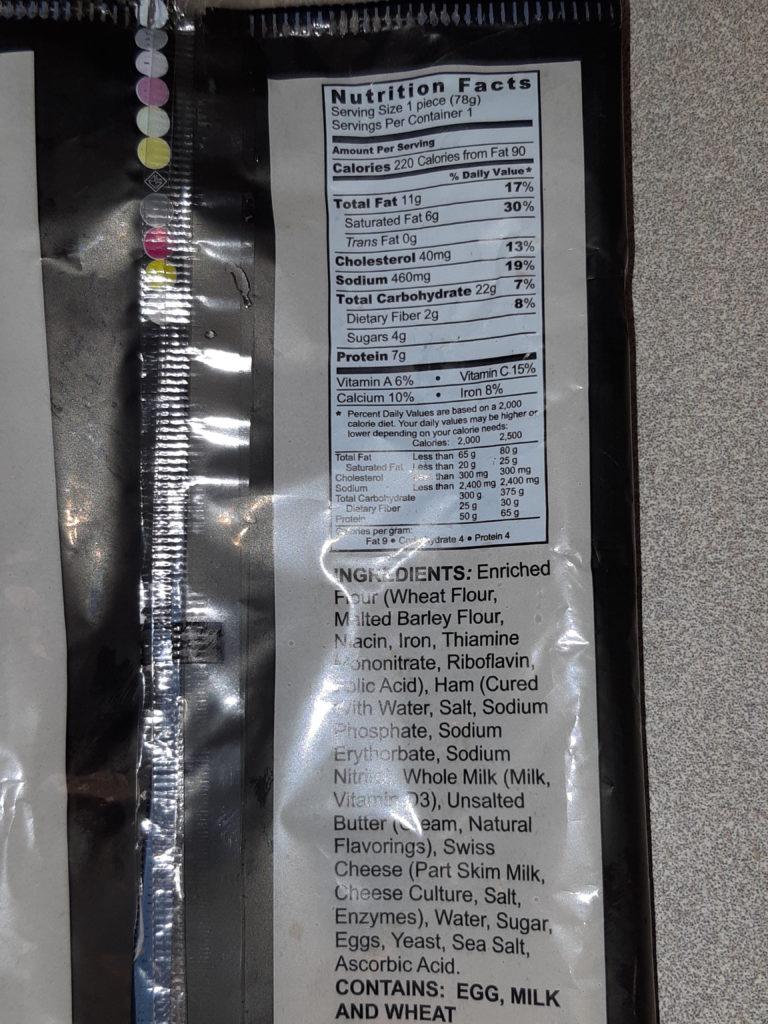 Nutrition Facts
Serving Size 1 piece (78g)
Servings Per Container 1
Amount Per Serving
Calories 220 Calories from Fat 90
% Daily Value*
Total Fat 11g 17%
Saturated Fat 6g 30%
Trans Fat 0g
Cholesterol 40mg 13%
Sodium 460mg 19%
Total Carbohydrate 22g 7%
Dietary Fiber 2g 8%
Sugars 4g
Protein 7g
Vitamin A 6% • Vitamin C 15%
Calcium 10% • Iron 8%
* Percent Daily Values are based on a 2,000
calorie diet. Your daily values may be higher or
lower depending on your calorie needs:
Calories: 2,000 2,500
Total Fat Less than 65 g 80 g
Saturated Fat Less than 20 g 25 g
Cholesterol than 300 mg 300 mg
Sodium Less than 2,400 mg 2,400 mg
Total Carbohydrate 300 g 375 g
Dietary Fiber 25 g 30 g
Protein 50 g 65 g
Calories per gram:
Fat 9 • Carbohydrate 4 • Protein 4
INGREDIENTS: Enriched
Flour (Wheat Flour,
Malted Barley Flour,
Niacin, Iron, Thiamine
Mononitrate, Riboflavin,
Folic Acid), Ham (Cured
With Water, Salt, Sodium
Phosphate, Sodium
Erythorbate, Sodium
Whole Milk (Milk,
Vitamin D3), Unsalted
Butter (Cream, Natural
Flavorings), Swiss
Cheese (Part Skim Milk,
Cheese Culture, Salt,
Enzymes), Water, Sugar,
Eggs, Yeast, Sea Salt,
Ascorbic Acid.
CONTAINS: EGG, MILK
AND WHEAT